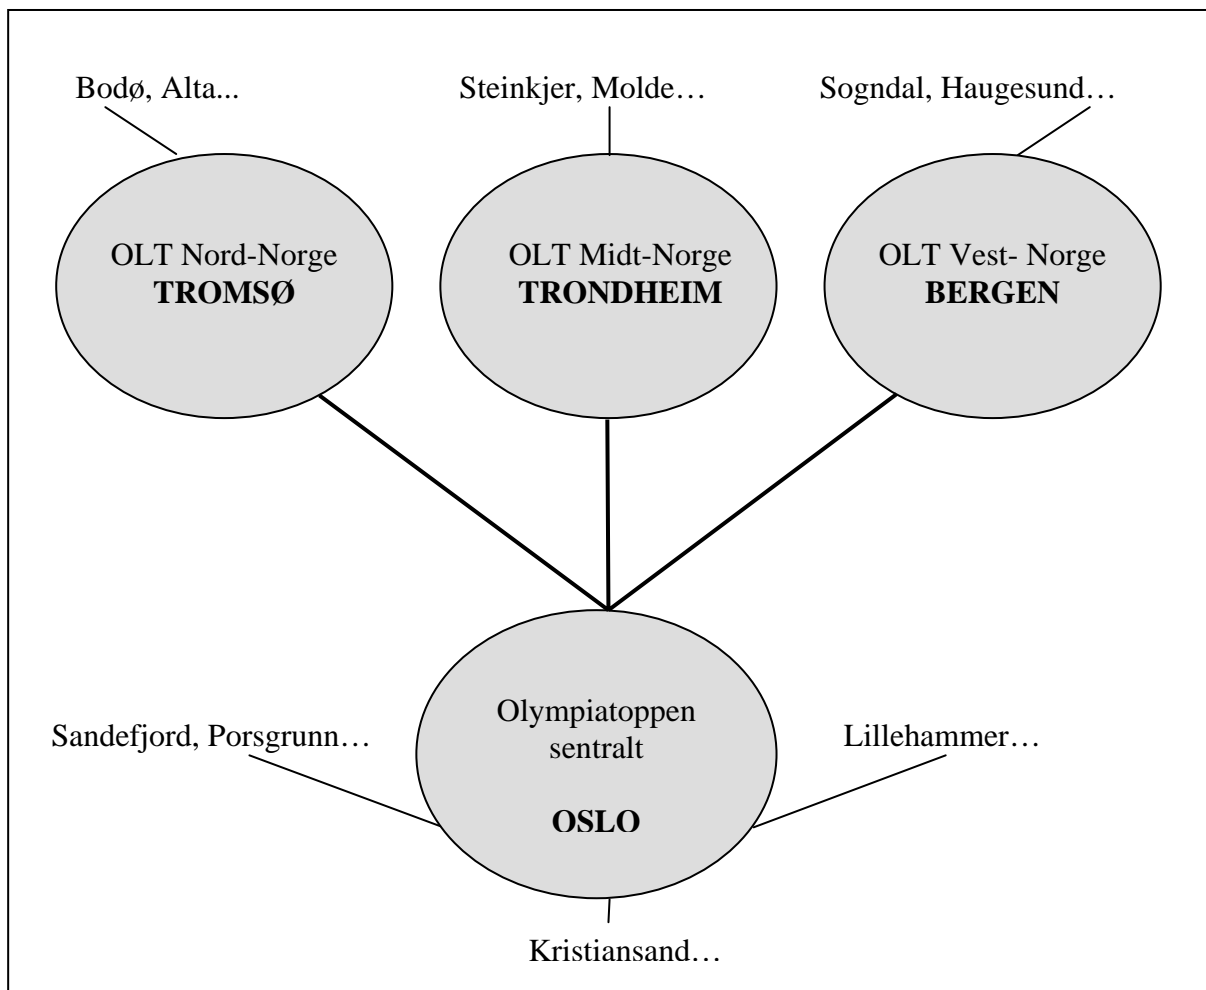 Bodø, Alta...
Steinkjer, Molde…
Sogndal, Haugesund…
OLT Nord-Norge
TROMSØ
OLT Midt-Norge
TRONDHEIM
OLT Vest- Norge
BERGEN
Olympiatoppen
sentralt
OSLO
Sandefjord, Porsgrunn…
Lillehammer…
Kristiansand…